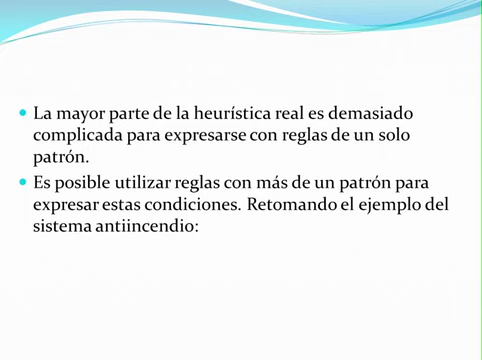 La mayor parte de la heurística real es demasiado
complicada para expresarse con reglas de un solo
patrón.
Es posible utilizar reglas con más de un patrón para
expresar estas condiciones. Retomando el ejemplo del
sistema antiincendio: